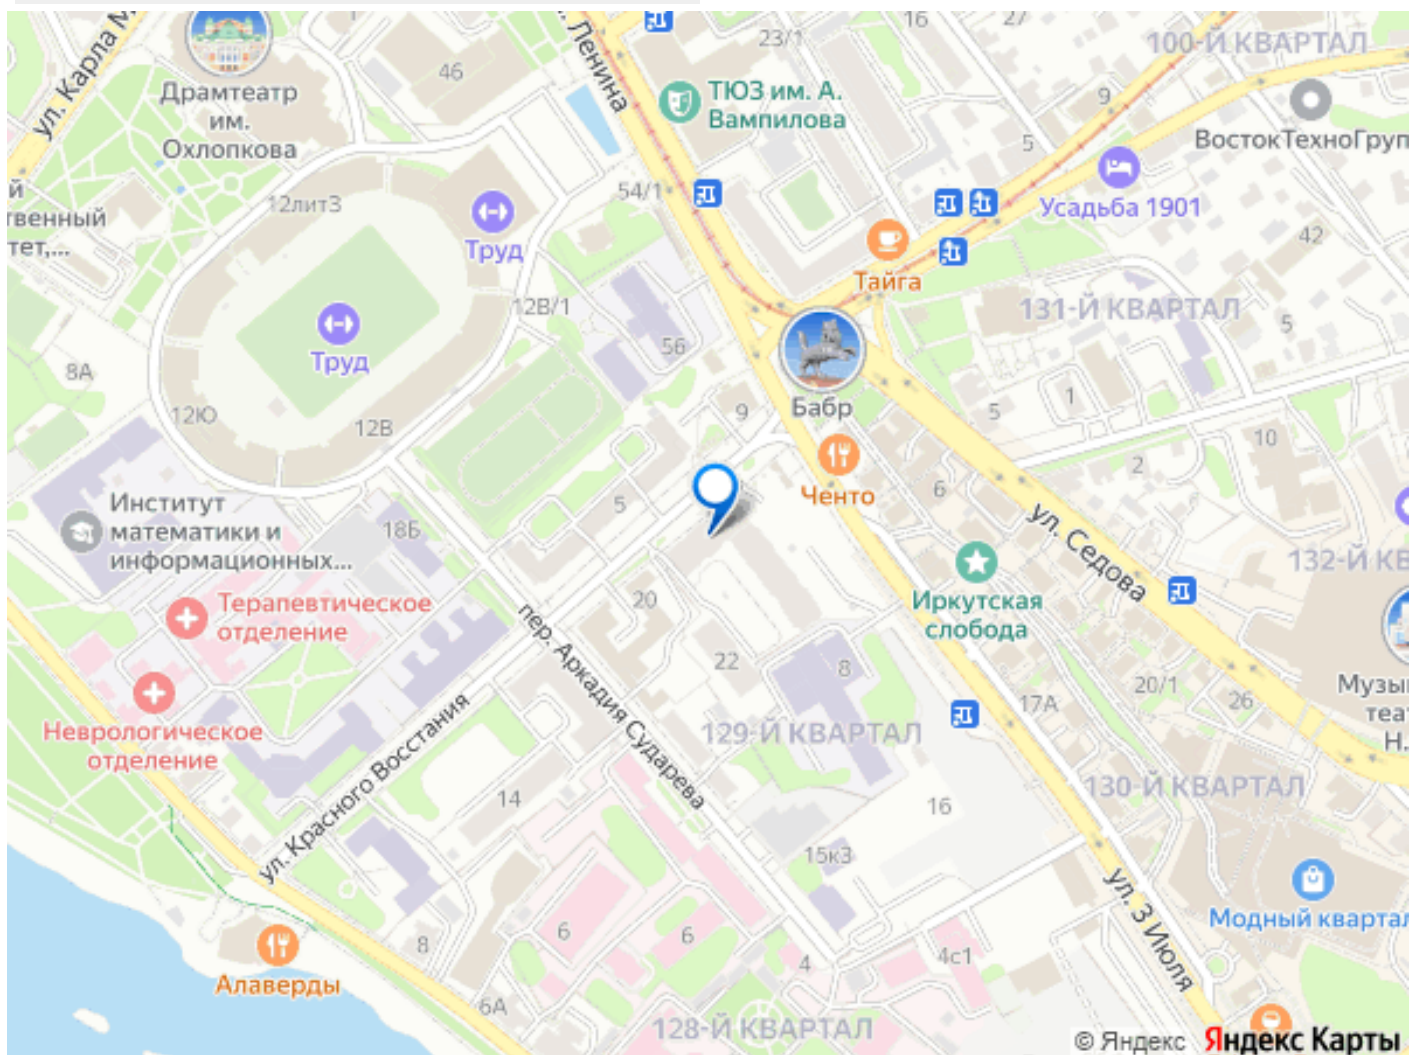 16
27
23/1
100-Й КВАРТАЛ
ул. Карла М
ул. Ленина
46
Драмтеатр
им.
Охлопкова
ТЮЗ им. А.
Вампилова
9
5
ВостокТехноГруп
й
твенный
тет,...
12лит3
54/1
Труд
Усадьба 1901
42
Тайга
12В/1
131-Й КВАРТАЛ
5
Труд
56
8А
Бабр
9
5
1
12Ю
12В
10
2
Ченто
6
5
Институт
математики и
информационных...
18Б
ул. Седова
132-Й КВ
Терапевтическое
отделение
20
пер. Аркадия Сударева
Иркутская
слобода
22
8
20/1
26
17А
Музы
теа
Н.
Неврологическое
отделение
129-Й КВАРТАЛ
ул. Красного Восстания
130-Й КВАРТАЛ
14
16
15к3
ул. 3 Июля
Модный квартал
8
6
6
4
4с1
Алаверды
6А
128-Й КВАРТАЛ
© Яндекс Яндекс Карты